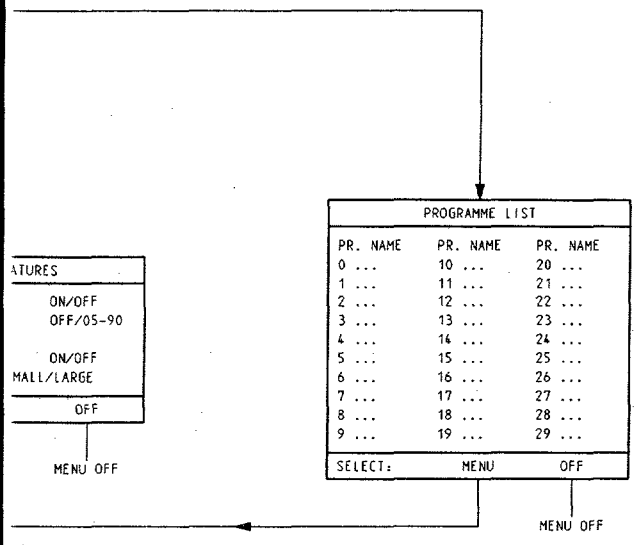 ATURES
ON/OFF
OFF/05-90
ON/OFF
MALL/LARGE
OFF
MENU OFF
PROGRAMME LIST
PR. NAME PR. NAME PR. NAME
0 ... 10 ... 20 ...
1 ... 11 ... 21 ...
2 ... 12 ... 22 ...
3 ... 13 ... 23 ...
4 ... 14 ... 24 ...
5 ... 15 ... 25 ...
6 ... 16 ... 26 ...
7 ... 17 ... 27 ...
8 ... 18 ... 28 ...
9 ... 19 ... 29 ...
SELECT: MENU OFF
MENU OFF